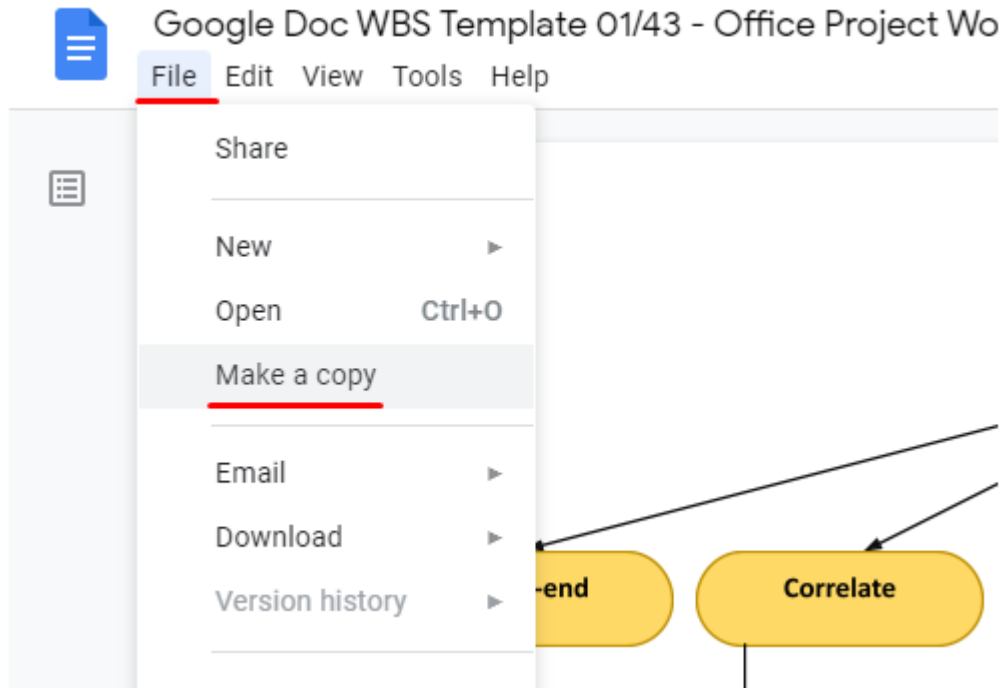 Google Doc WBS Template 01/43 - Office Project Wo
File Edit View Tools Help
Share
New
Open Ctrl+O
Make a copy
Email
Download
Version history
-end
Correlate